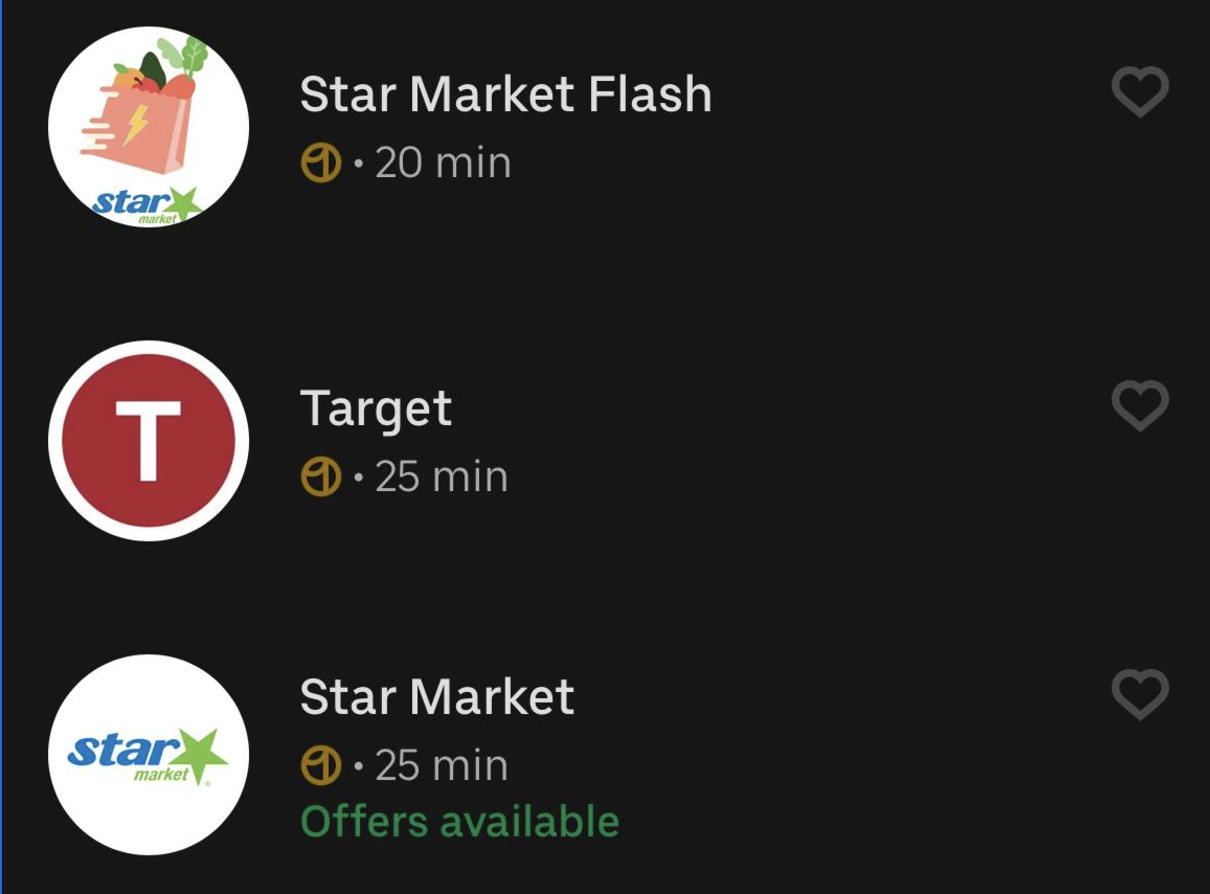 star
market
Star Market Flash
• 20 min
T
Target
• 25 min
star
market
Star Market
• 25 min
Offers available